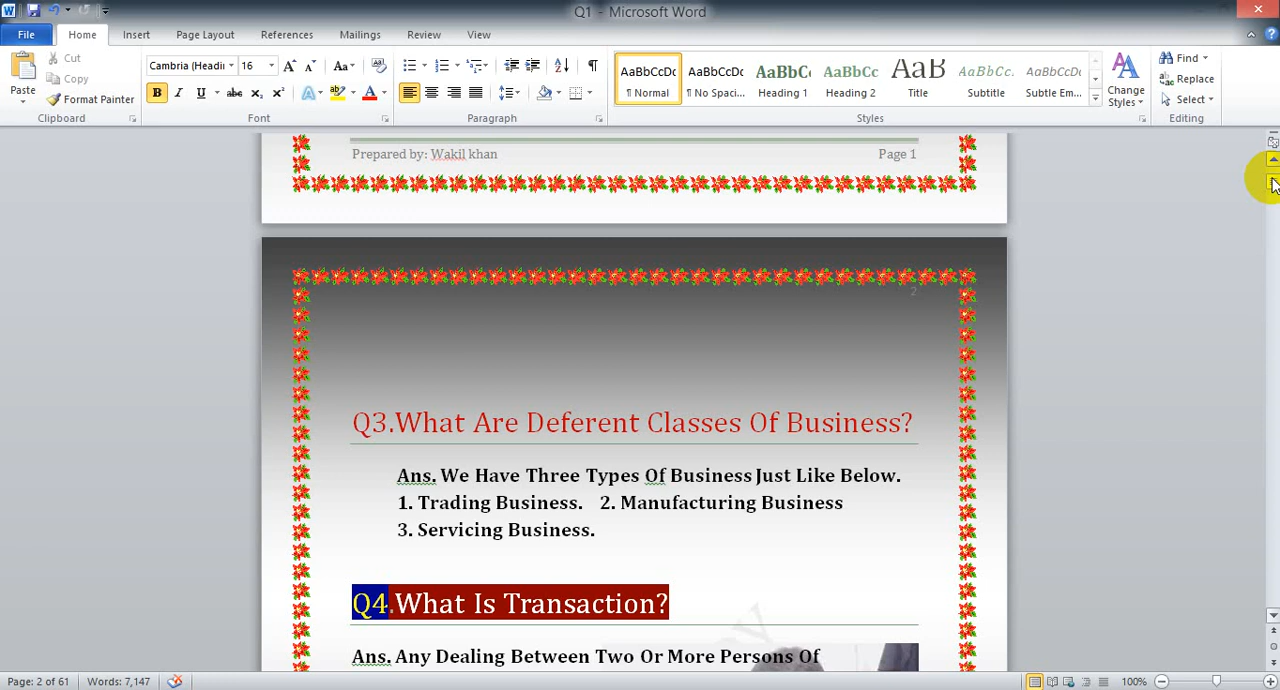 Q1 - Microsoft Word
File Home Insert Page Layout References Mailings Review View
Paste
Cut
Copy
Format Painter
Clipboard
Cambria (Headi 16
Font
Paragraph
AaBbCcDc AaBbCcDc AaBbCc AaBbCc AaB AaBbCc. AaBbCcDc
¶ Normal ¶ No Spaci... Heading 1 Heading 2 Title Subtitle Subtle Em...
Styles
Change
Styles
Find
Replace
Select
Editing
Prepared by: Wakil khan Page 1
2
Q3.What Are Deferent Classes Of Business?
Ans. We Have Three Types Of Business Just Like Below.
1. Trading Business. 2. Manufacturing Business
3. Servicing Business.
Q4.What Is Transaction?
Ans. Any Dealing Between Two Or More Persons Of
Page: 2 of 61 Words: 7,147 100%